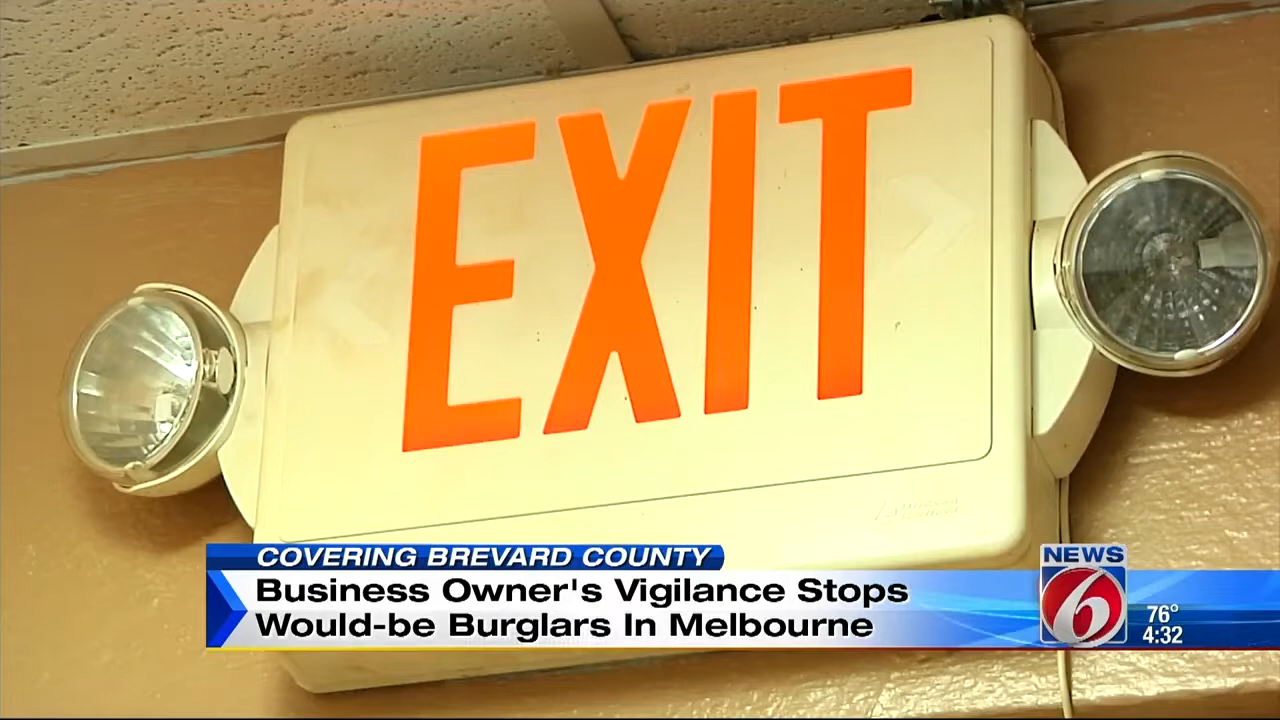 EXIT
COVERING BREVARD COUNTY
Business Owner's Vigilance Stops
Would-be Burglars In Melbourne
NEWS
6
76°
4:32